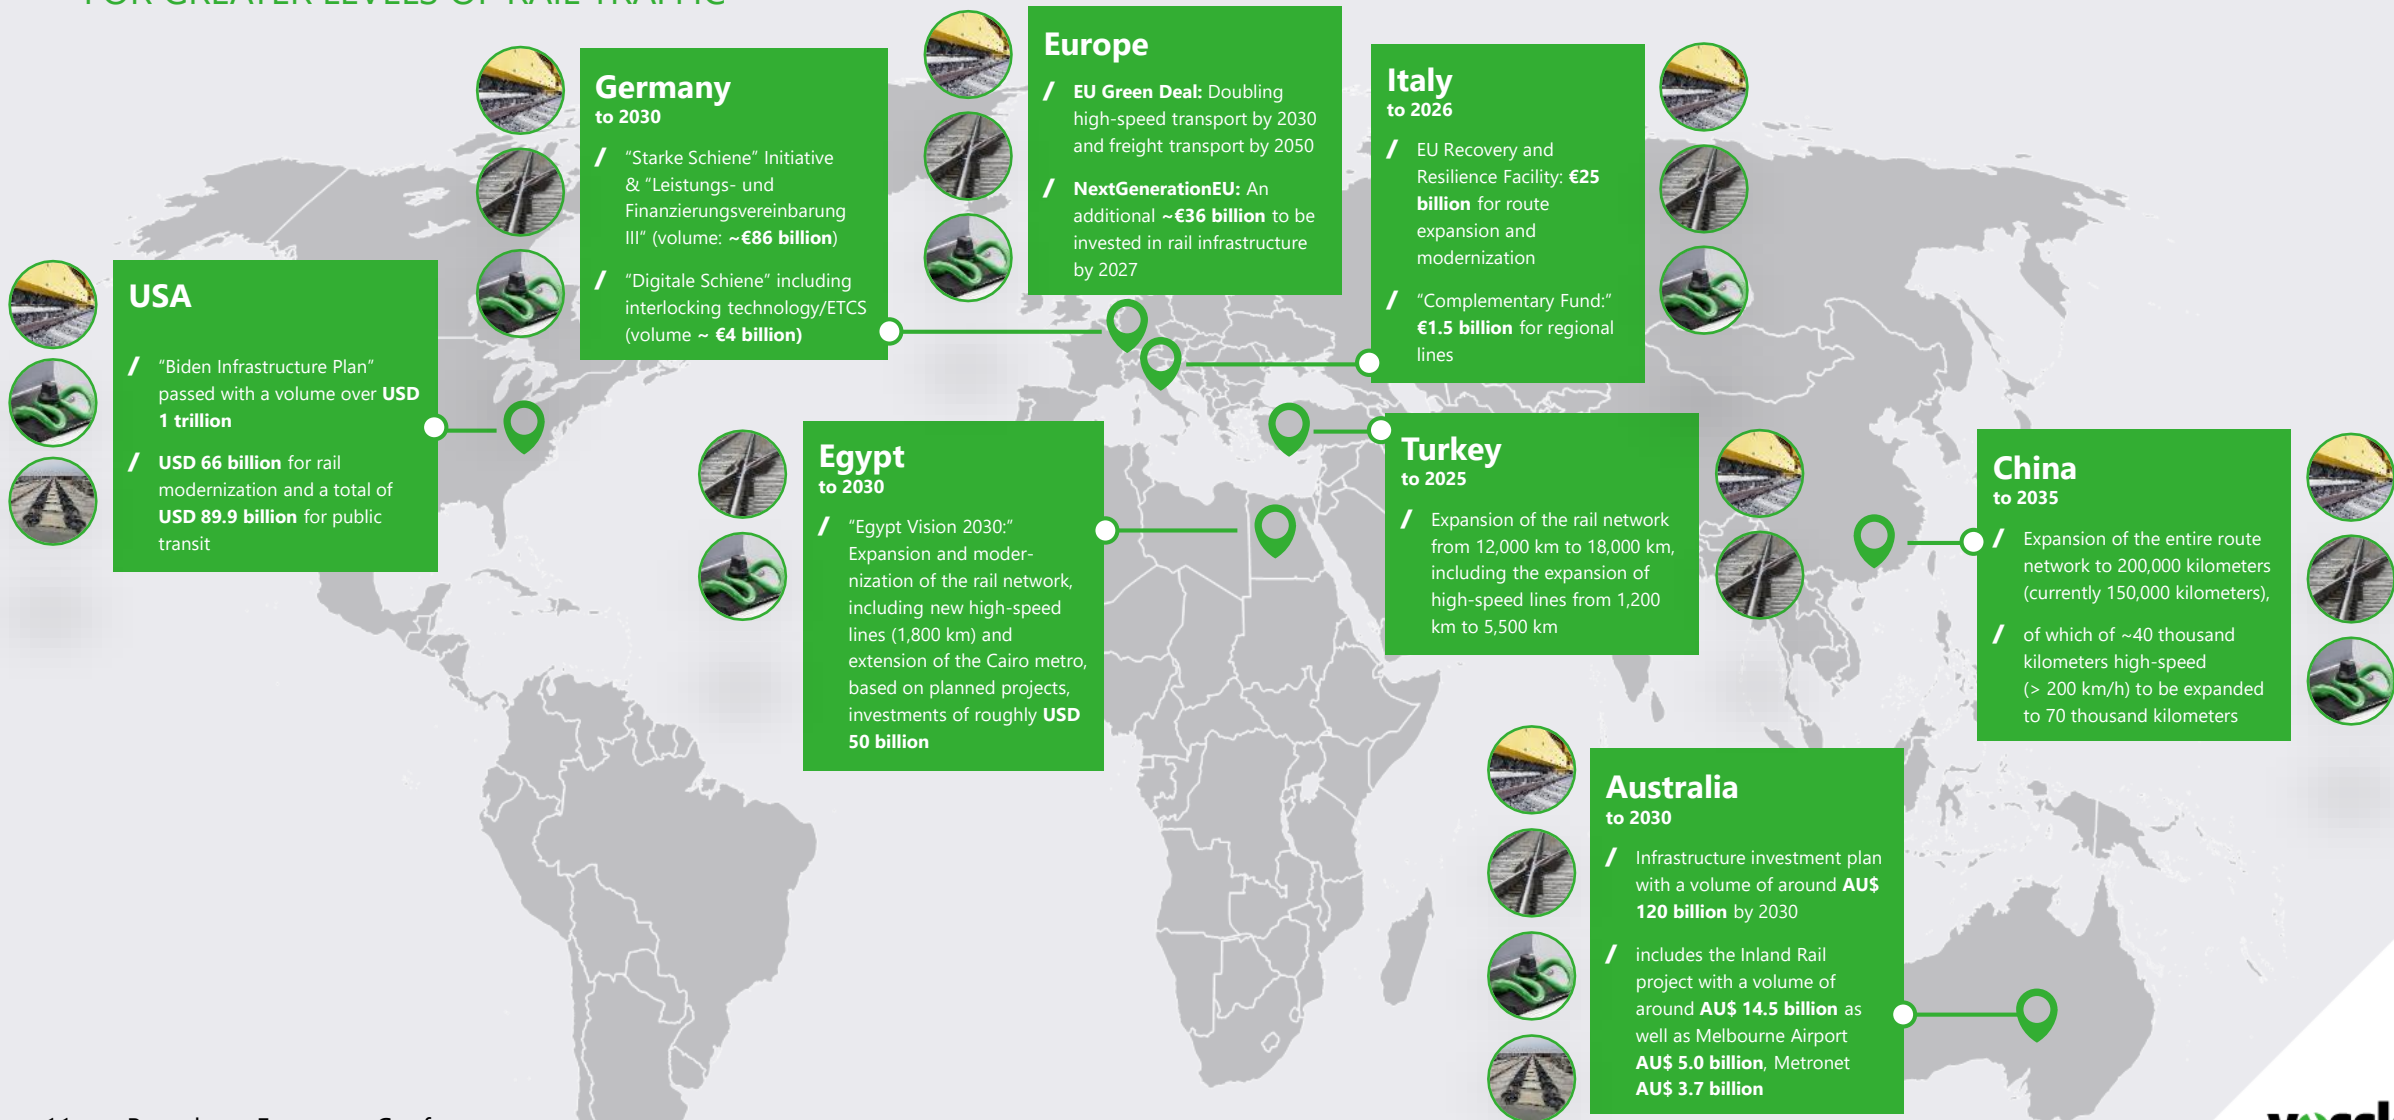 FOR GREATER LEVELS OF RAIL TRAFFIC
USA
/ “Biden Infrastructure Plan”
passed with a volume over USD
1 trillion
/ USD 66 billion for rail
modernization and a total of
USD 89.9 billion for public
transit
Germany
to 2030
/ “Starke Schiene” Initiative
& “Leistungs- und
Finanzierungsvereinbarung
III“ (volume: ~€86 billion)
/ “Digitale Schiene” including
interlocking technology/ETCS
(volume ~ €4 billion)
Europe
/ EU Green Deal: Doubling
high-speed transport by 2030
and freight transport by 2050
/ NextGenerationEU: An
additional ~€36 billion to be
invested in rail infrastructure
by 2027
Italy
to 2026
/ EU Recovery and
Resilience Facility: €25
billion for route
expansion and
modernization
/ “Complementary Fund:”
€1.5 billion for regional
lines
Egypt
to 2030
/ “Egypt Vision 2030:”
Expansion and moder-
nization of the rail network,
including new high-speed
lines (1,800 km) and
extension of the Cairo metro,
based on planned projects,
investments of roughly USD
50 billion
Turkey
to 2025
/ Expansion of the rail network
from 12,000 km to 18,000 km,
including the expansion of
high-speed lines from 1,200
km to 5,500 km
China
to 2035
/ Expansion of the entire route
network to 200,000 kilometers
(currently 150,000 kilometers),
/ of which of ~40 thousand
kilometers high-speed
(> 200 km/h) to be expanded
to 70 thousand kilometers
Australia
to 2030
/ Infrastructure investment plan
with a volume of around AU$
120 billion by 2030
/ includes the Inland Rail
project with a volume of
around AU$ 14.5 billion as
well as Melbourne Airport
AU$ 5.0 billion, Metronet
AU$ 3.7 billion